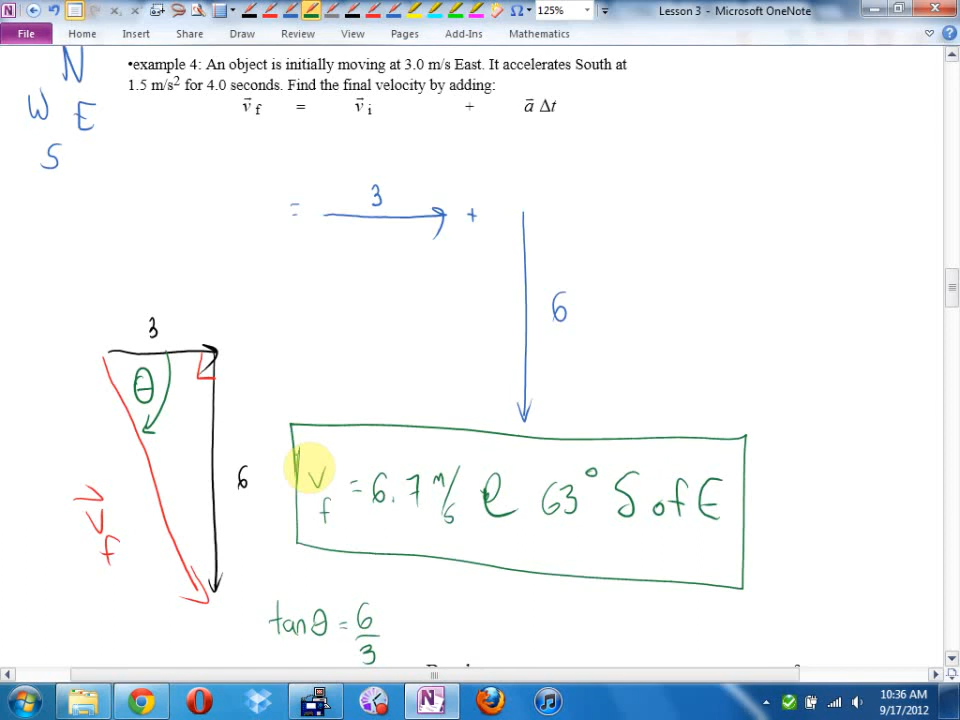 125%
Lesson 3 - Microsoft OneNote
File Home Insert Share Draw Review View Pages Add-Ins Mathematics
N
W E
S
•example 4: An object is initially moving at 3.0 m/s East. It accelerates South at
1.5 m/s² for 4.0 seconds. Find the final velocity by adding:
v⃗ f = v⃗ i + a⃗ Δt
= 3 +
6
3
θ
6
v⃗ f
v f = 6.7 m/s @ 63° S of E
tanθ = 6/3
10:36 AM
9/17/2012